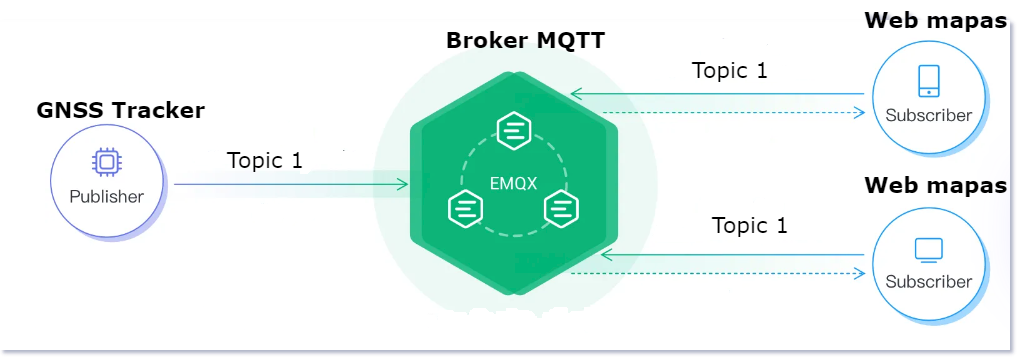 Web mapas
Broker MQTT
Topic 1
GNSS Tracker
Subscriber
Topic 1
EMQX
Publisher
Web mapas
Topic 1
Subscriber